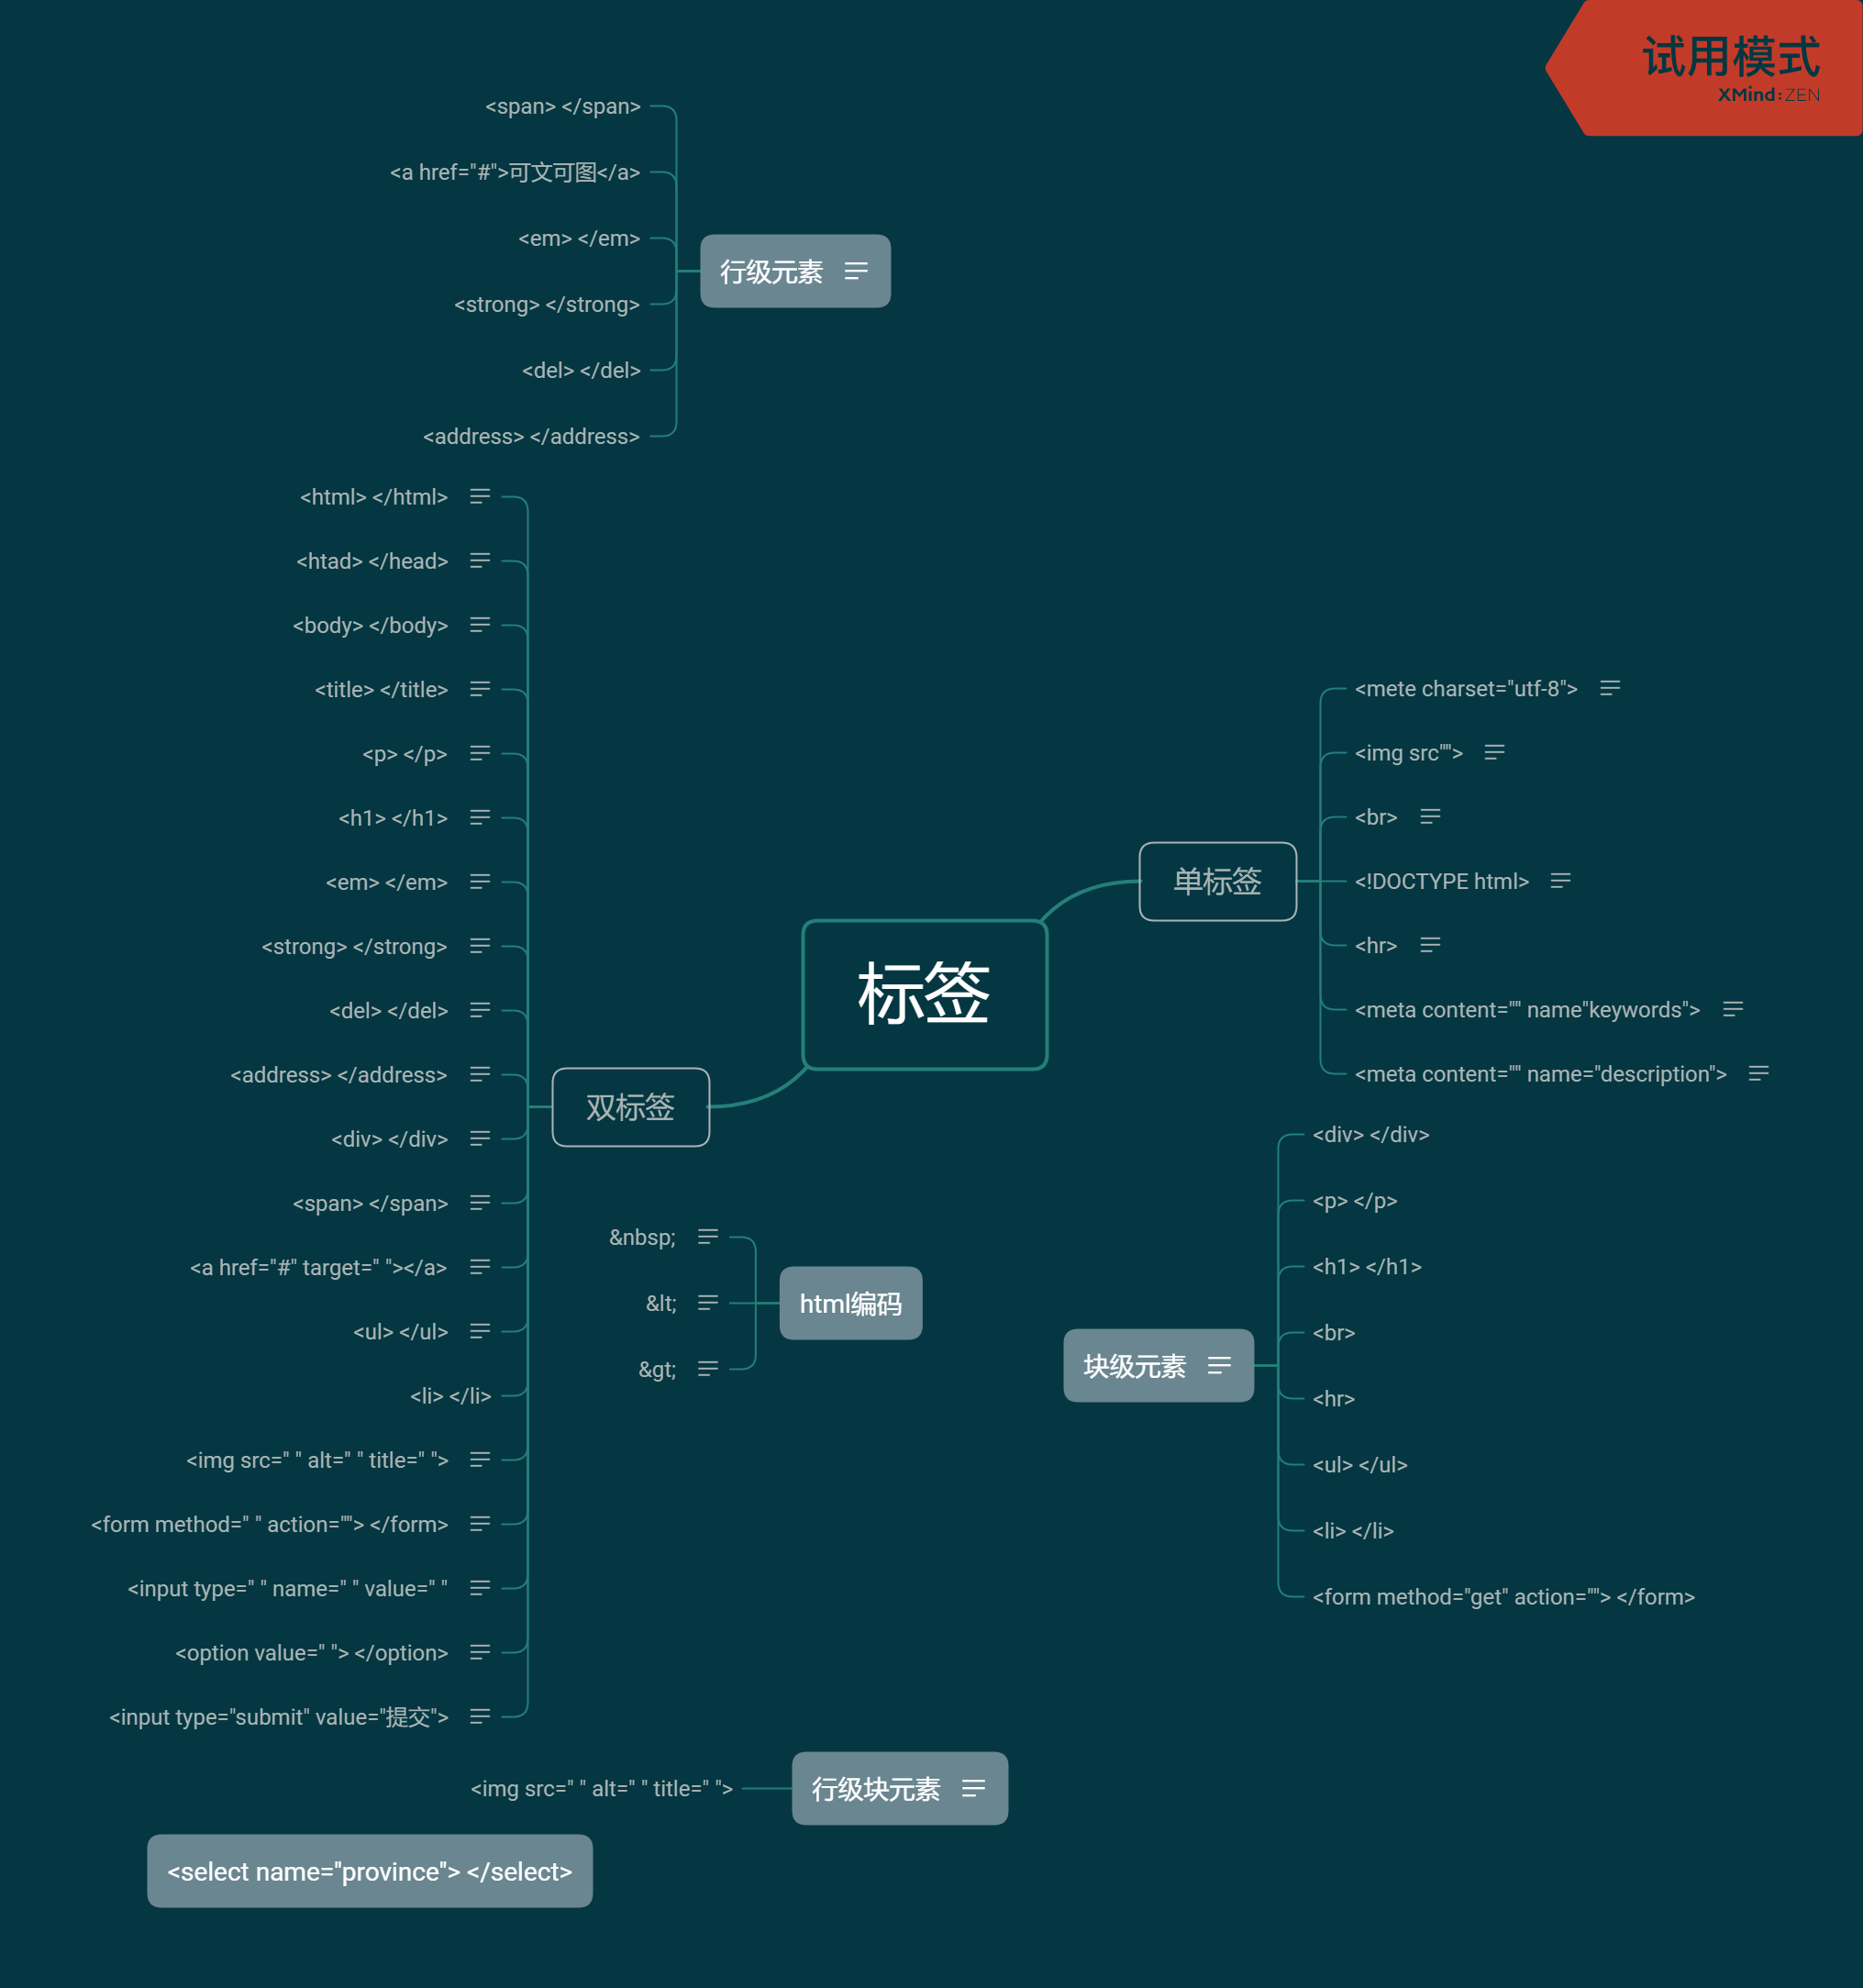 试用模式
XMind:ZEN
<span> </span>
<a href="#">可文可图</a>
<em> </em>
<strong> </strong>
<del> </del>
<address> </address>
行级元素
<html> </html>
<htad> </head>
<body> </body>
<title> </title>
<p> </p>
<h1> </h1>
<em> </em>
<strong> </strong>
<del> </del>
<address> </address>
<div> </div>
<span> </span>
<a href="#" target=" "></a>
<ul> </ul>
<li> </li>
<img src=" " alt=" " title=" ">
<form method=" " action=""> </form>
<input type=" " name=" " value=" "
<option value=" "> </option>
<input type="submit" value="提交">
双标签
标签
单标签
<mete charset="utf-8">
<img src"">
<br>
<!DOCTYPE html>
<hr>
<meta content="" name"keywords">
<meta content="" name="description">
&nbsp;
&lt;
&gt;
html编码
块级元素
<div> </div>
<p> </p>
<h1> </h1>
<br>
<hr>
<ul> </ul>
<li> </li>
<form method="get" action=""> </form>
<img src=" " alt=" " title=" ">
行级块元素
<select name="province"> </select>